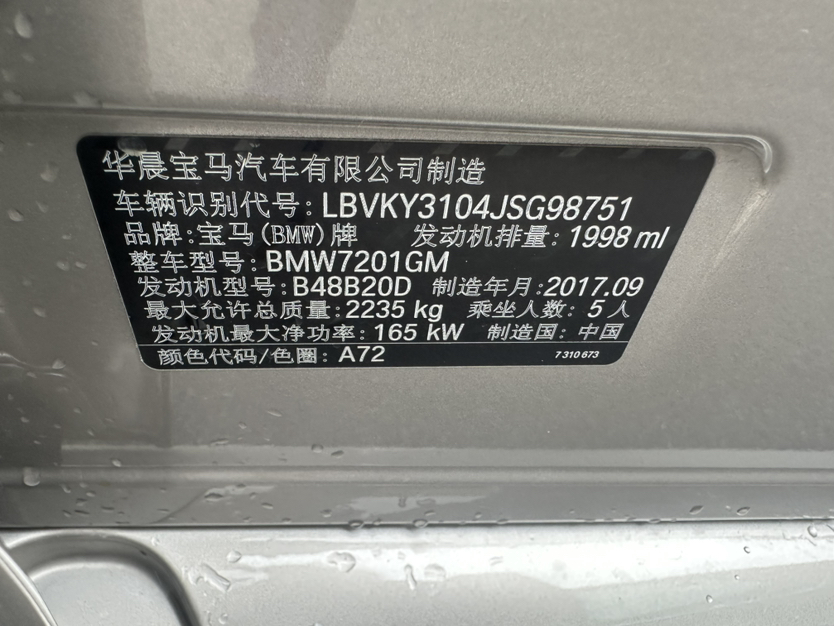 华晨宝马汽车有限公司制造
车辆识别代号:LBVKY3104JSG98751
品牌:宝马(BMW)牌 发动机排量:1998 ml
整车型号:BMW7201GM
发动机型号:B48B20D 制造年月:2017.09
最大允许总质量:2235 kg 乘坐人数:5人
发动机最大净功率:165 kW 制造国:中国
颜色代码/色圈:A72 7 310 673